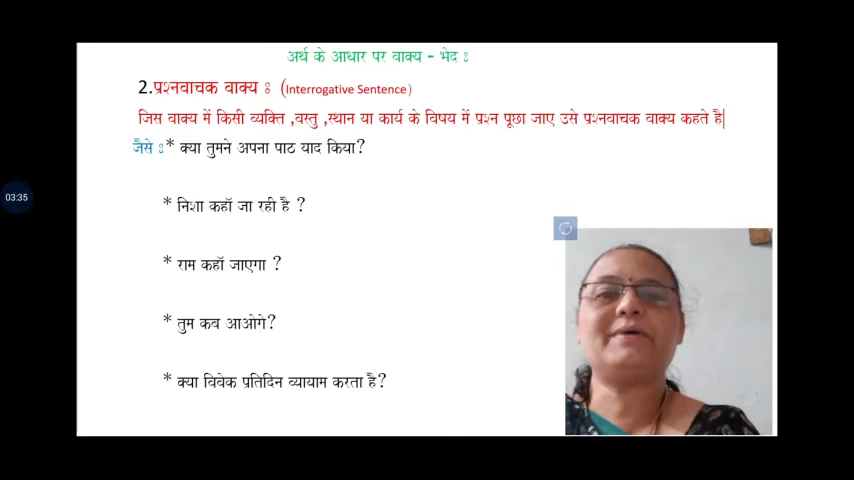 अर्थ के आधार पर वाक्य - भेद :
2.प्रश्नवाचक वाक्य : (Interrogative Sentence)
जिस वाक्य में किसी व्यक्ति ,वस्तु ,स्थान या कार्य के विषय में प्रश्न पूछा जाए उसे प्रश्नवाचक वाक्य कहते है|
जैसे : * क्या तुमने अपना पाठ याद किया?
03:35
* निशा कहॉ जा रही है ?
* राम कहॉ जाएगा ?
* तुम कब आओगे?
* क्या विवेक प्रतिदिन व्यायाम करता है?